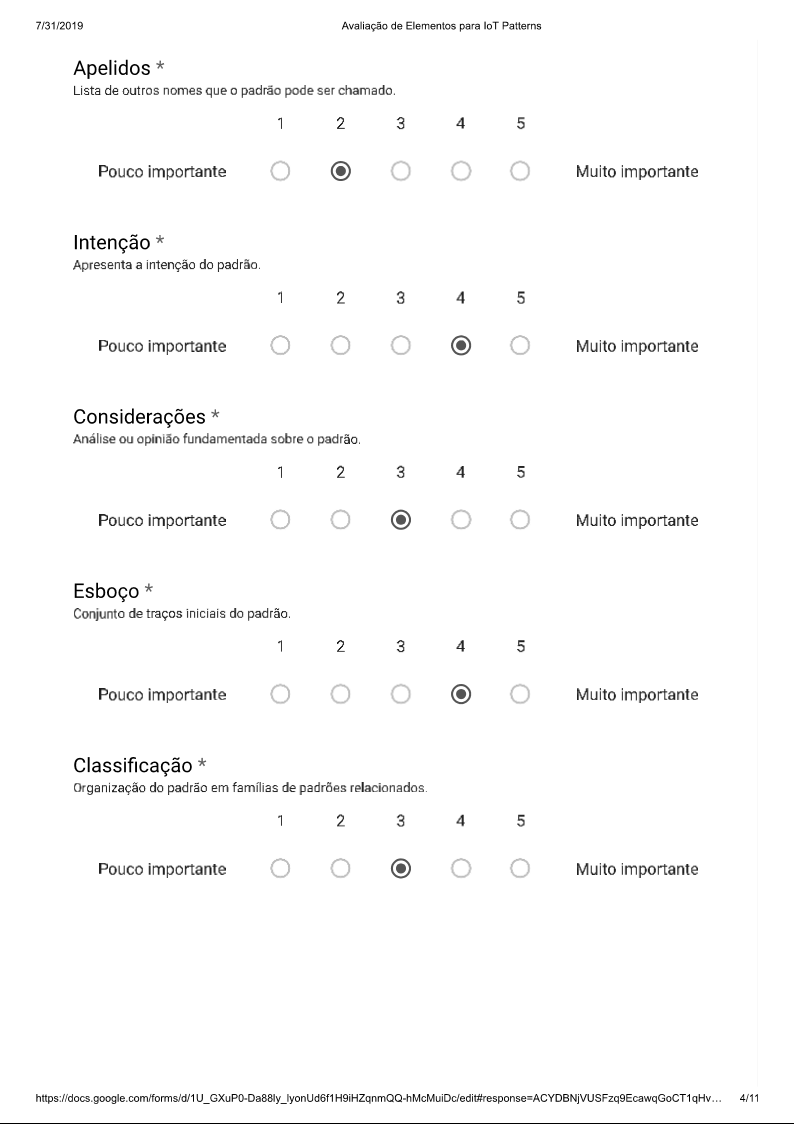 7/31/2019 Avaliação de Elementos para IoT Patterns
Apelidos *
Lista de outros nomes que o padrão pode ser chamado.
1 2 3 4 5
Pouco importante Muito importante
Intenção *
Apresenta a intenção do padrão.
1 2 3 4 5
Pouco importante Muito importante
Considerações *
Análise ou opinião fundamentada sobre o padrão.
1 2 3 4 5
Pouco importante Muito importante
Esboço *
Conjunto de traços iniciais do padrão.
1 2 3 4 5
Pouco importante Muito importante
Classificação *
Organização do padrão em famílias de padrões relacionados.
1 2 3 4 5
Pouco importante Muito importante
https://docs.google.com/forms/d/1U_GXuP0-Da88ly_lyonUd6f1H9iHZqnmQQ-hMcMuiDc/edit#response=ACYDBNjVUSFzq9EcawqGoCT1qHv… 4/11